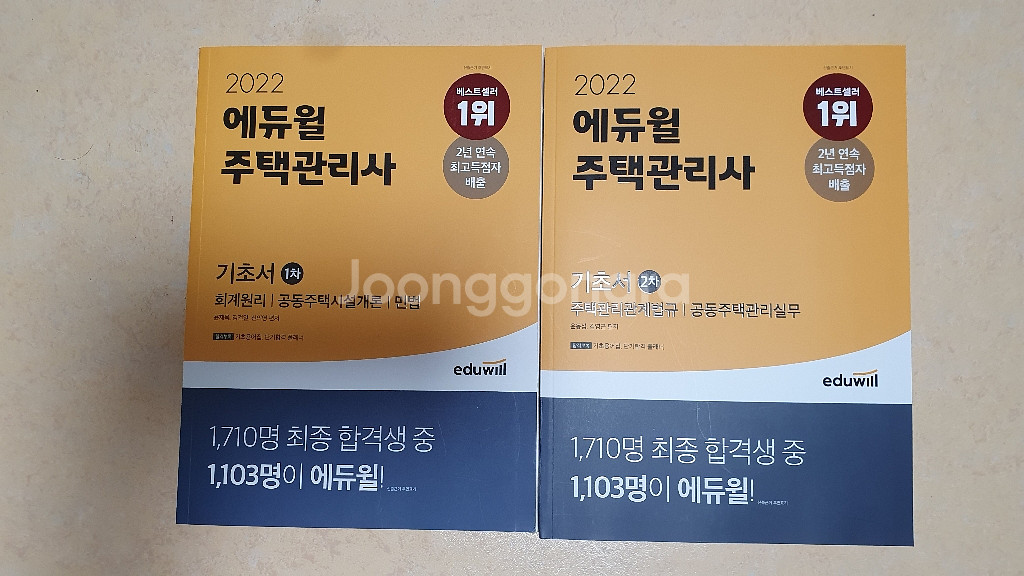 2022
에듀윌
주택관리사
베스트셀러
1위
2년 연속
최고득점자
배출
기초서 1차
회계원리 | 공동주택시설개론 | 민법
eduwill
1,710명 최종 합격생 중
1,103명이 에듀윌!
2022
에듀윌
주택관리사
베스트셀러
1위
2년 연속
최고득점자
배출
기초서 2차
주택관리관계법규 | 공동주택관리실무
eduwill
1,710명 최종 합격생 중
1,103명이 에듀윌!
Joonggonara